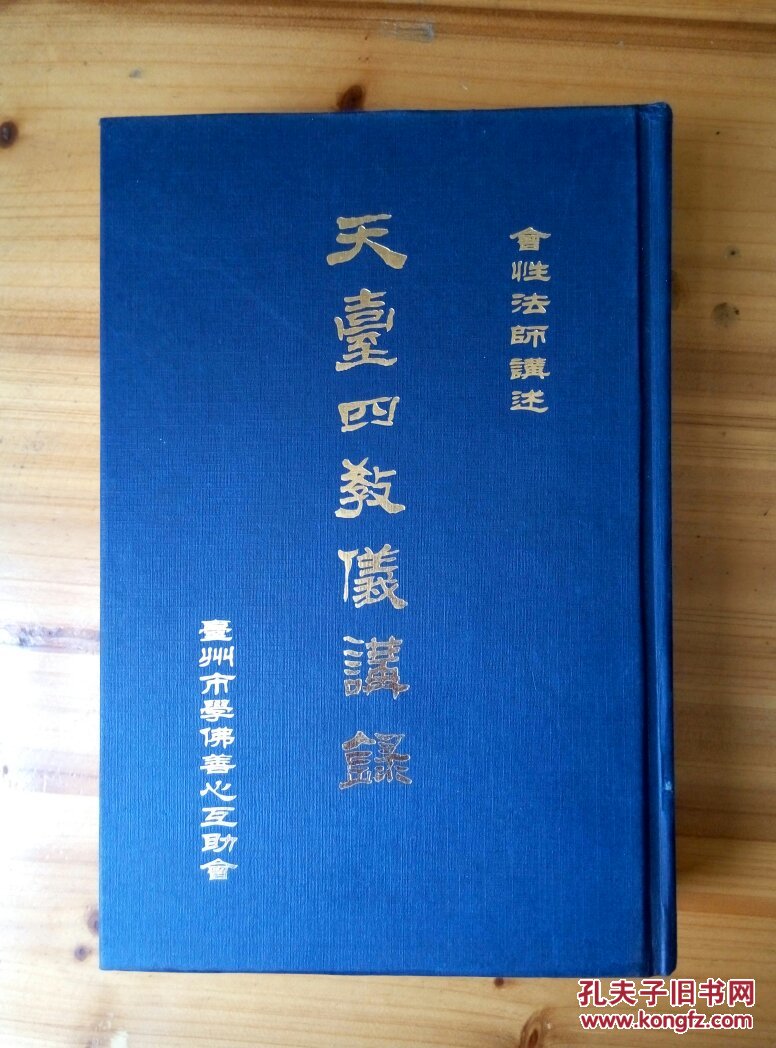 會性法師講述
天臺四教儀講錄
臺州市學佛善心互助會
孔夫子旧书网
www.kongfz.com